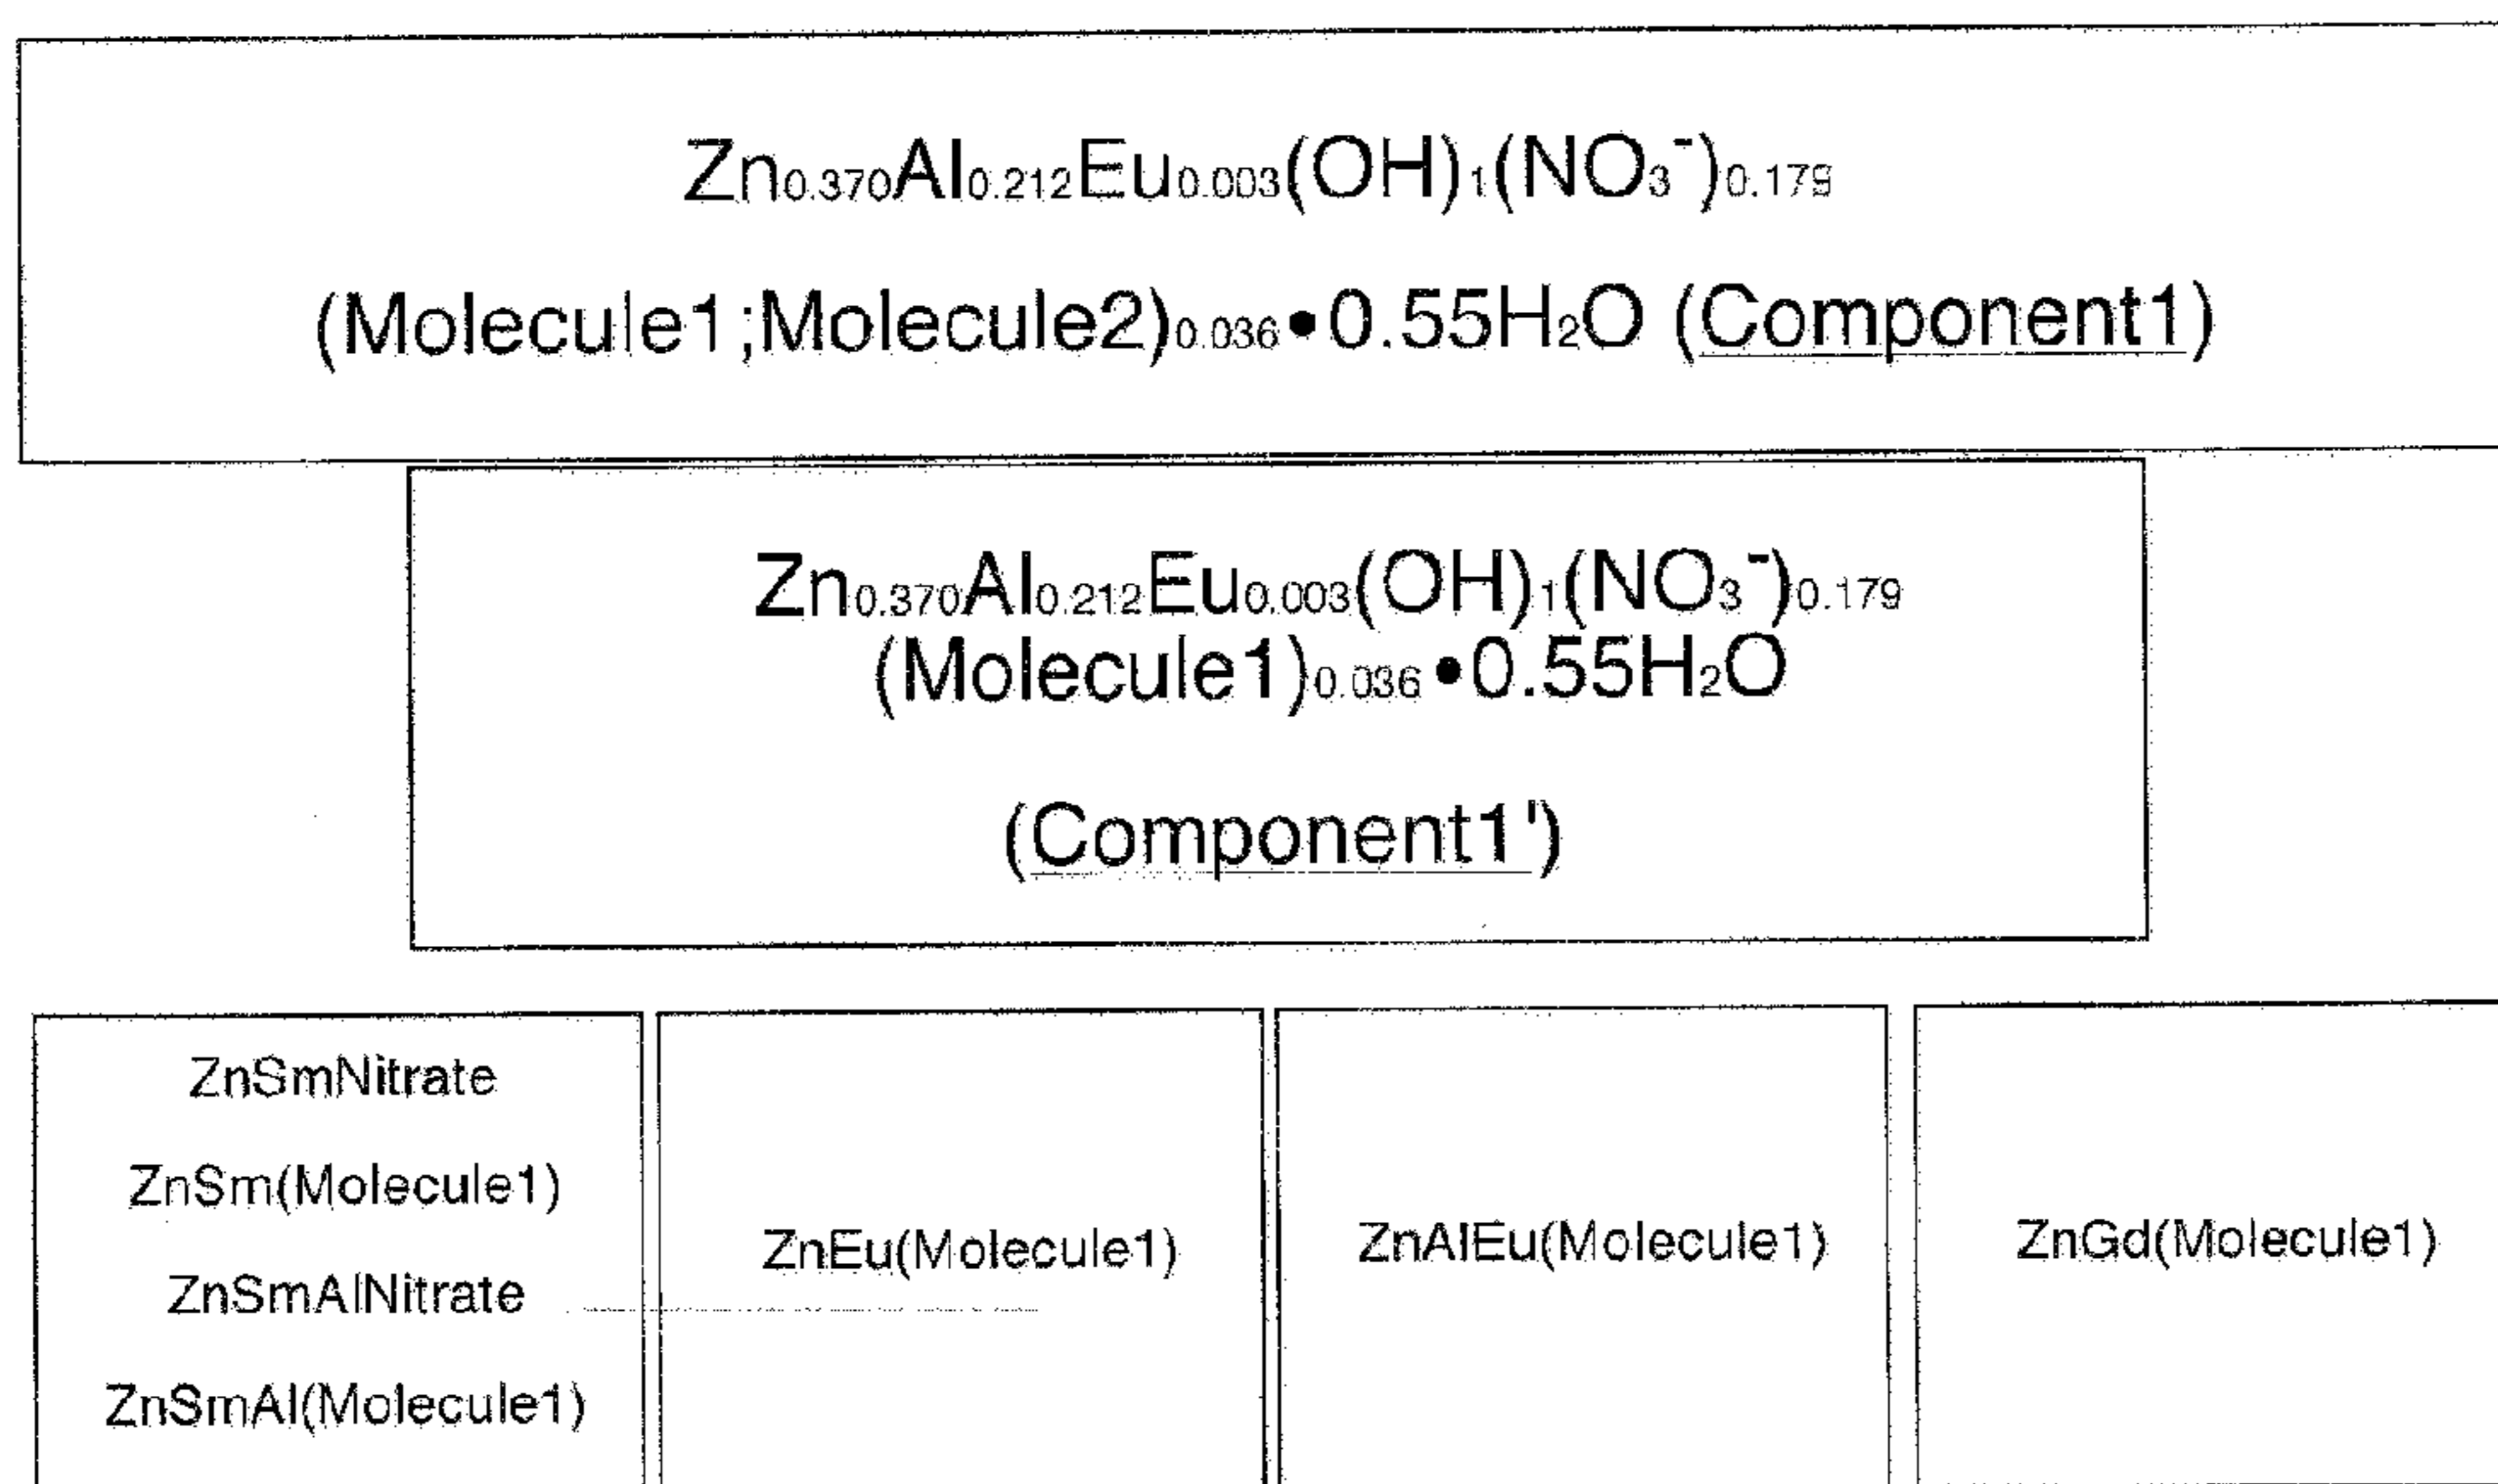 Zn0.370Al0.212Eu0.003(OH)1(NO3-)0.179
(Molecule1;Molecule2)0.036•0.55H2O (Component1)
Zn0.370Al0.212Eu0.003(OH)1(NO3-)0.179
(Molecule1)0.036•0.55H2O
(Component1')
ZnSmNitrate
ZnSm(Molecule1)
ZnSmAlNitrate
ZnSmAl(Molecule1)
ZnEu(Molecule1)
ZnAlEu(Molecule1)
ZnGd(Molecule1)